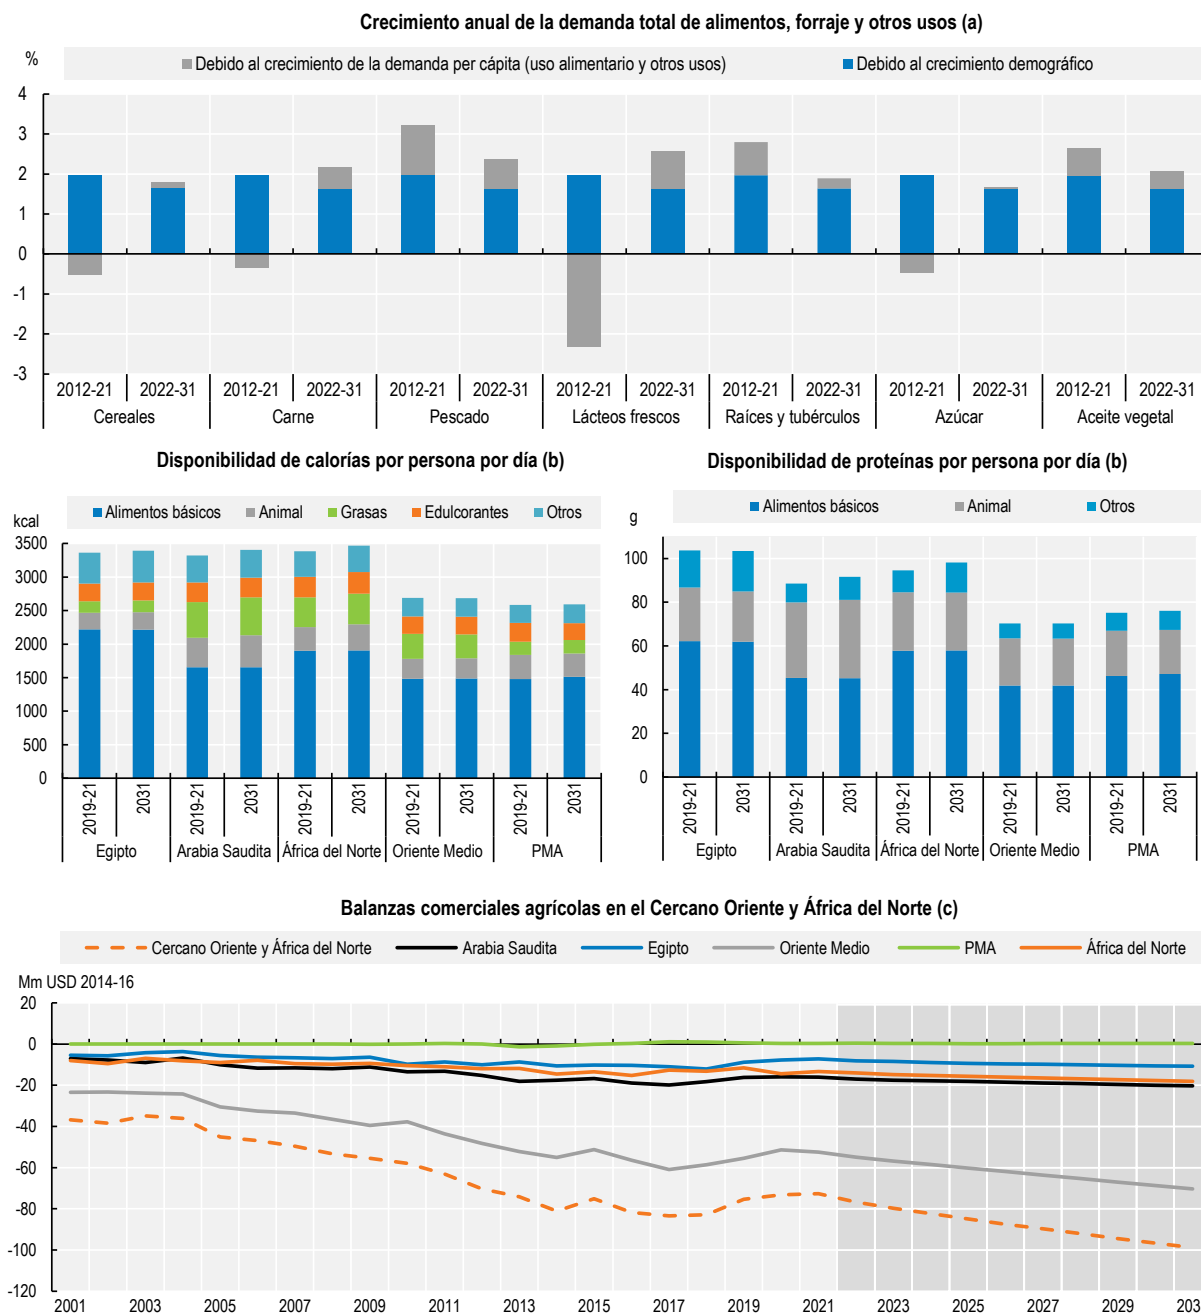 Crecimiento anual de la demanda total de alimentos, forraje y otros usos (a)
%
Debido al crecimiento de la demanda per cápita (uso alimentario y otros usos)
Debido al crecimiento demográfico
4
3
2
1
0
-1
-2
-3
2012-21 2022-31 2012-21 2022-31 2012-21 2022-31 2012-21 2022-31 2012-21 2022-31 2012-21 2022-31 2012-21 2022-31
Cereales Carne Pescado Lácteos frescos Raíces y tubérculos Azúcar Aceite vegetal
Disponibilidad de calorías por persona por día (b)
kcal
Alimentos básicos Animal Grasas Edulcorantes Otros
3500
3000
2500
2000
1500
1000
500
0
2019-21 2031 2019-21 2031 2019-21 2031 2019-21 2031 2019-21 2031
Egipto Arabia Saudita África del Norte Oriente Medio PMA
Disponibilidad de proteínas por persona por día (b)
g
Alimentos básicos Animal Otros
100
80
60
40
20
0
2019-21 2031 2019-21 2031 2019-21 2031 2019-21 2031 2019-21 2031
Egipto Arabia Saudita África del Norte Oriente Medio PMA
Balanzas comerciales agrícolas en el Cercano Oriente y África del Norte (c)
Cercano Oriente y África del Norte Arabia Saudita Egipto Oriente Medio PMA África del Norte
Mm USD 2014-16
20
0
-20
-40
-60
-80
-100
-120
2001 2003 2005 2007 2009 2011 2013 2015 2017 2019 2021 2023 2025 2027 2029 203